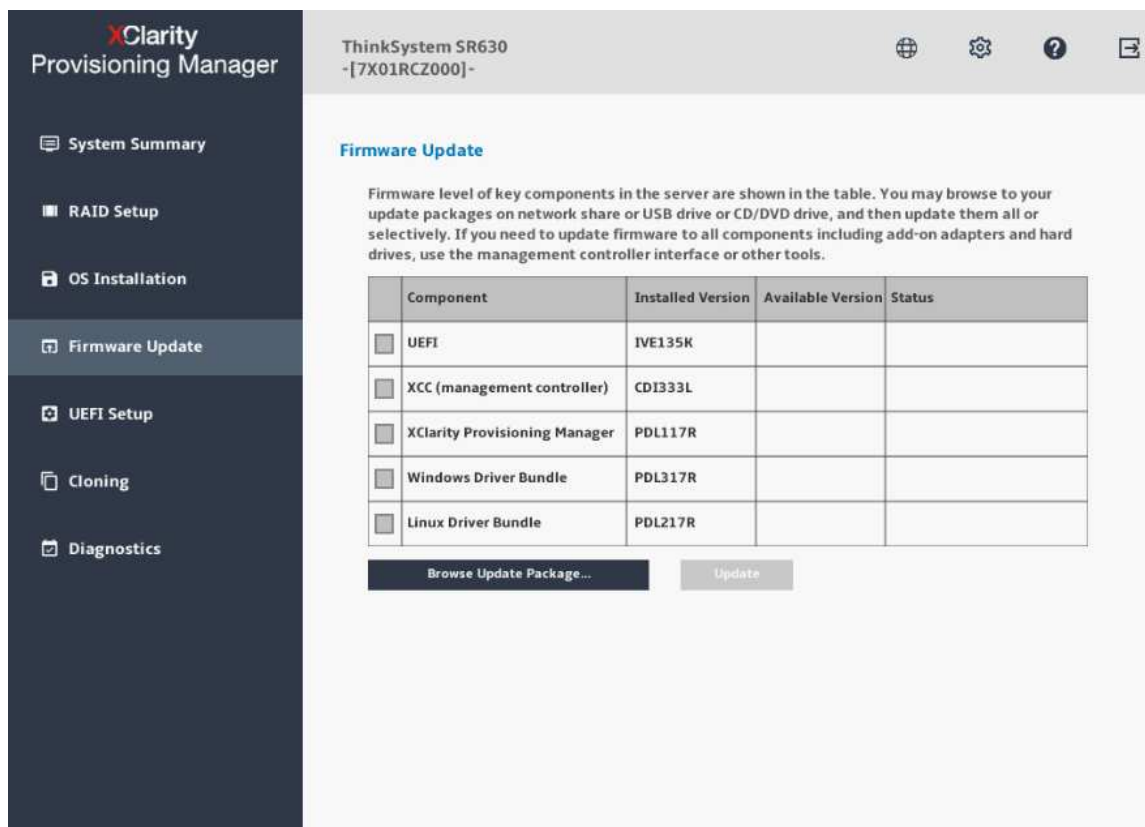 XClarity
Provisioning Manager
ThinkSystem SR630
-[7X01RCZ000]-
System Summary
RAID Setup
OS Installation
Firmware Update
UEFI Setup
Cloning
Diagnostics
Firmware Update
Firmware level of key components in the server are shown in the table. You may browse to your
update packages on network share or USB drive or CD/DVD drive, and then update them all or
selectively. If you need to update firmware to all components including add-on adapters and hard
drives, use the management controller interface or other tools.
Component Installed Version Available Version Status
UEFI IVE135K
XCC (management controller) CDI333L
XClarity Provisioning Manager PDL117R
Windows Driver Bundle PDL317R
Linux Driver Bundle PDL217R
Browse Update Package... Update